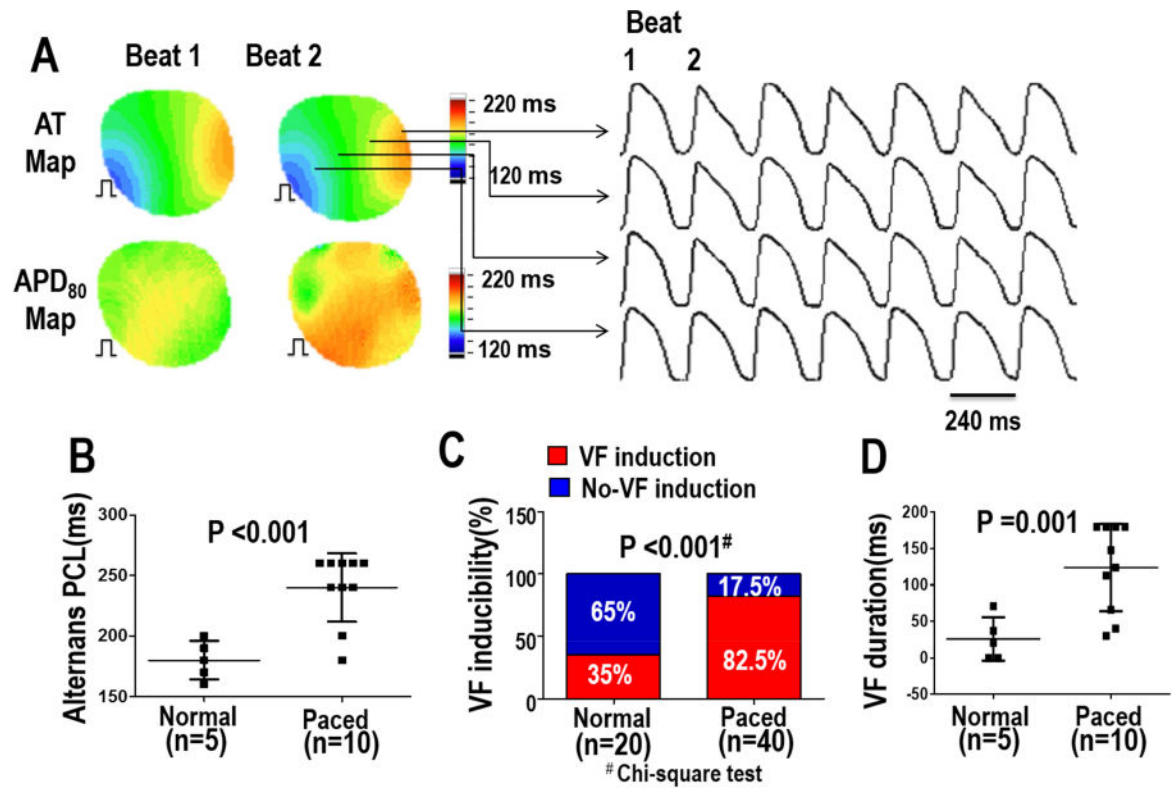 A
Beat 1 Beat 2
Beat
1 2
AT
Map
220 ms
120 ms
APD80
Map
220 ms
120 ms
240 ms
B
Alternans PCL(ms)
300
250
200
150
P <0.001
Normal
(n=5)
Paced
(n=10)
C
VF induction
No-VF induction
VF inducibility(%)
150
100
50
0
P <0.001#
65%
35%
17.5%
82.5%
Normal
(n=20)
Paced
(n=40)
# Chi-square test
D
VF duration(ms)
200
150
100
50
0
-50
P =0.001
Normal
(n=5)
Paced
(n=10)